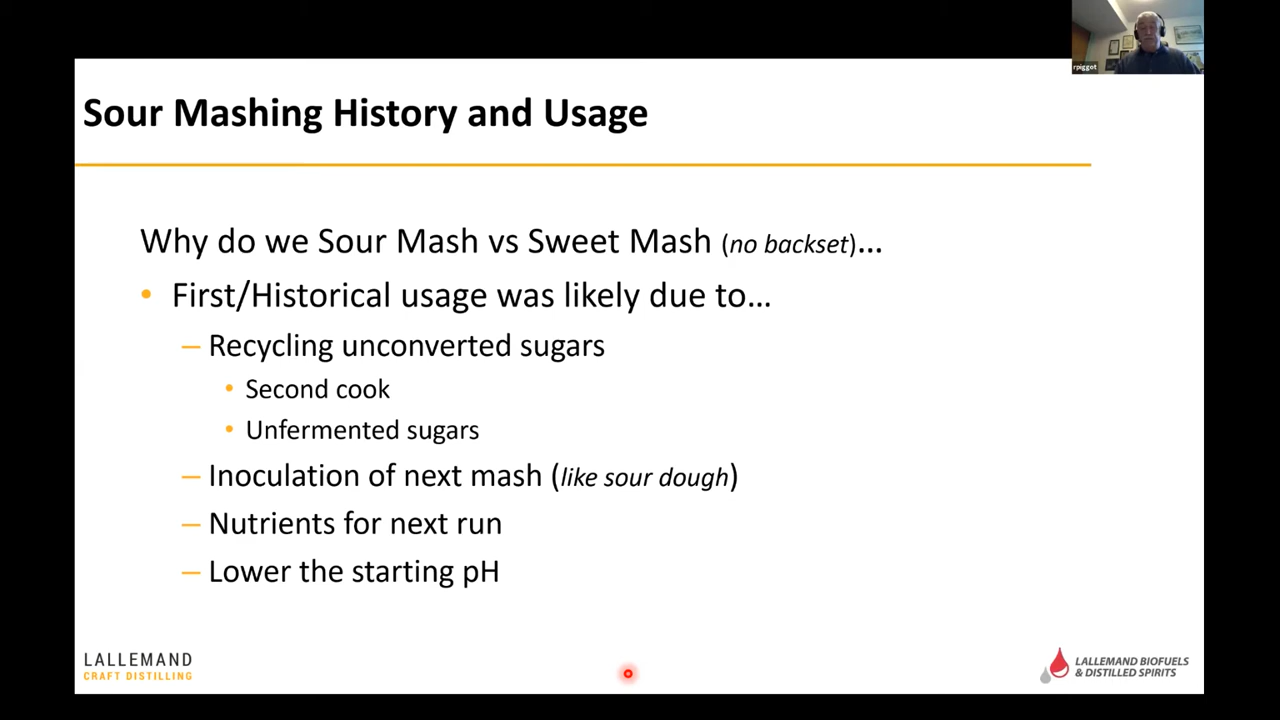 rpiggot
Sour Mashing History and Usage
Why do we Sour Mash vs Sweet Mash (no backset)...
• First/Historical usage was likely due to...
– Recycling unconverted sugars
• Second cook
• Unfermented sugars
– Inoculation of next mash (like sour dough)
– Nutrients for next run
– Lower the starting pH
LALLEMAND
CRAFT DISTILLING
LALLEMAND BIOFUELS
& DISTILLED SPIRITS